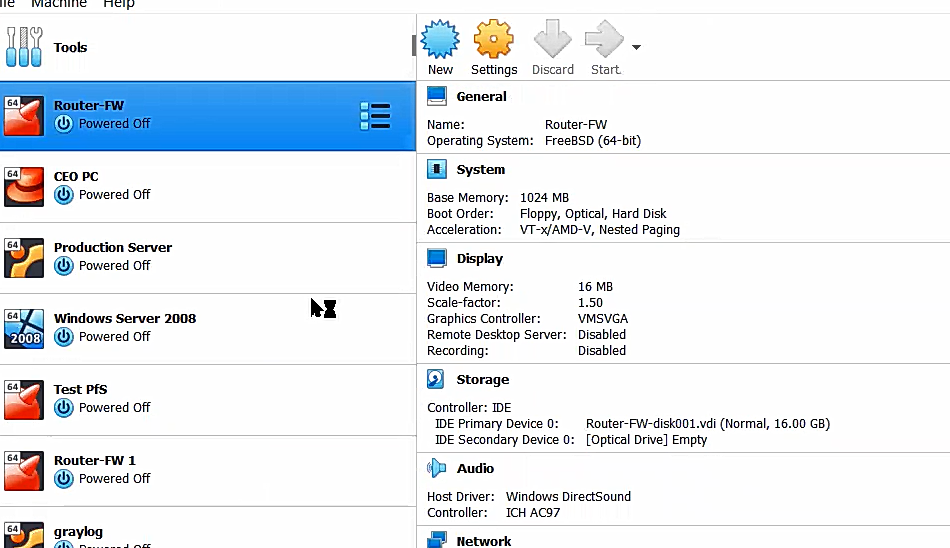 Machine Help
Tools
New Settings Discard Start
64 Router-FW
Powered Off
64 CEO PC
Powered Off
64 Production Server
Powered Off
64 2008 Windows Server 2008
Powered Off
64 Test PfS
Powered Off
64 Router-FW 1
Powered Off
64 graylog
Powered Off
General
Name: Router-FW
Operating System: FreeBSD (64-bit)
System
Base Memory: 1024 MB
Boot Order: Floppy, Optical, Hard Disk
Acceleration: VT-x/AMD-V, Nested Paging
Display
Video Memory: 16 MB
Scale-factor: 1.50
Graphics Controller: VMSVGA
Remote Desktop Server: Disabled
Recording: Disabled
Storage
Controller: IDE
IDE Primary Device 0: Router-FW-disk001.vdi (Normal, 16.00 GB)
IDE Secondary Device 0: [Optical Drive] Empty
Audio
Host Driver: Windows DirectSound
Controller: ICH AC97
Network